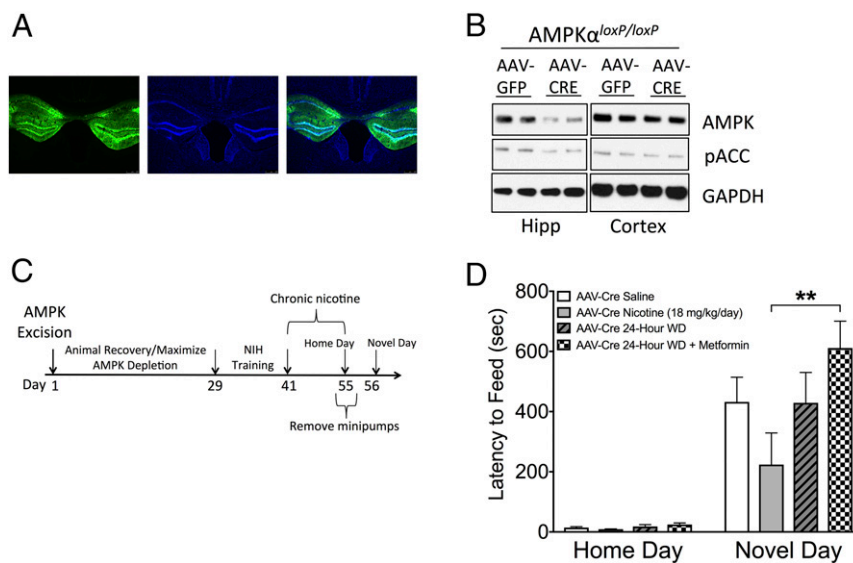 A
B
AMPKα^loxP/loxP
AAV-GFP AAV-CRE AAV-GFP AAV-CRE
AMPK
pACC
GAPDH
Hipp Cortex
C
AMPK Excision
Animal Recovery/Maximize AMPK Depletion
NIH Training
Chronic nicotine
Home Day
Novel Day
Day 1 29 41 55 56
Remove minipumps
D
Latency to Feed (sec)
800
600
400
200
0
AAV-Cre Saline
AAV-Cre Nicotine (18 mg/kg/day)
AAV-Cre 24-Hour WD
AAV-Cre 24-Hour WD + Metformin
**
Home Day Novel Day